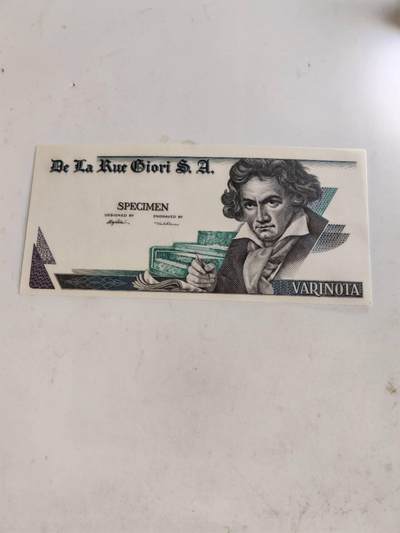 De La Rue Giori S. A.
SPECIMEN
DESIGNED BY ENGRAVED BY
VARINOTA